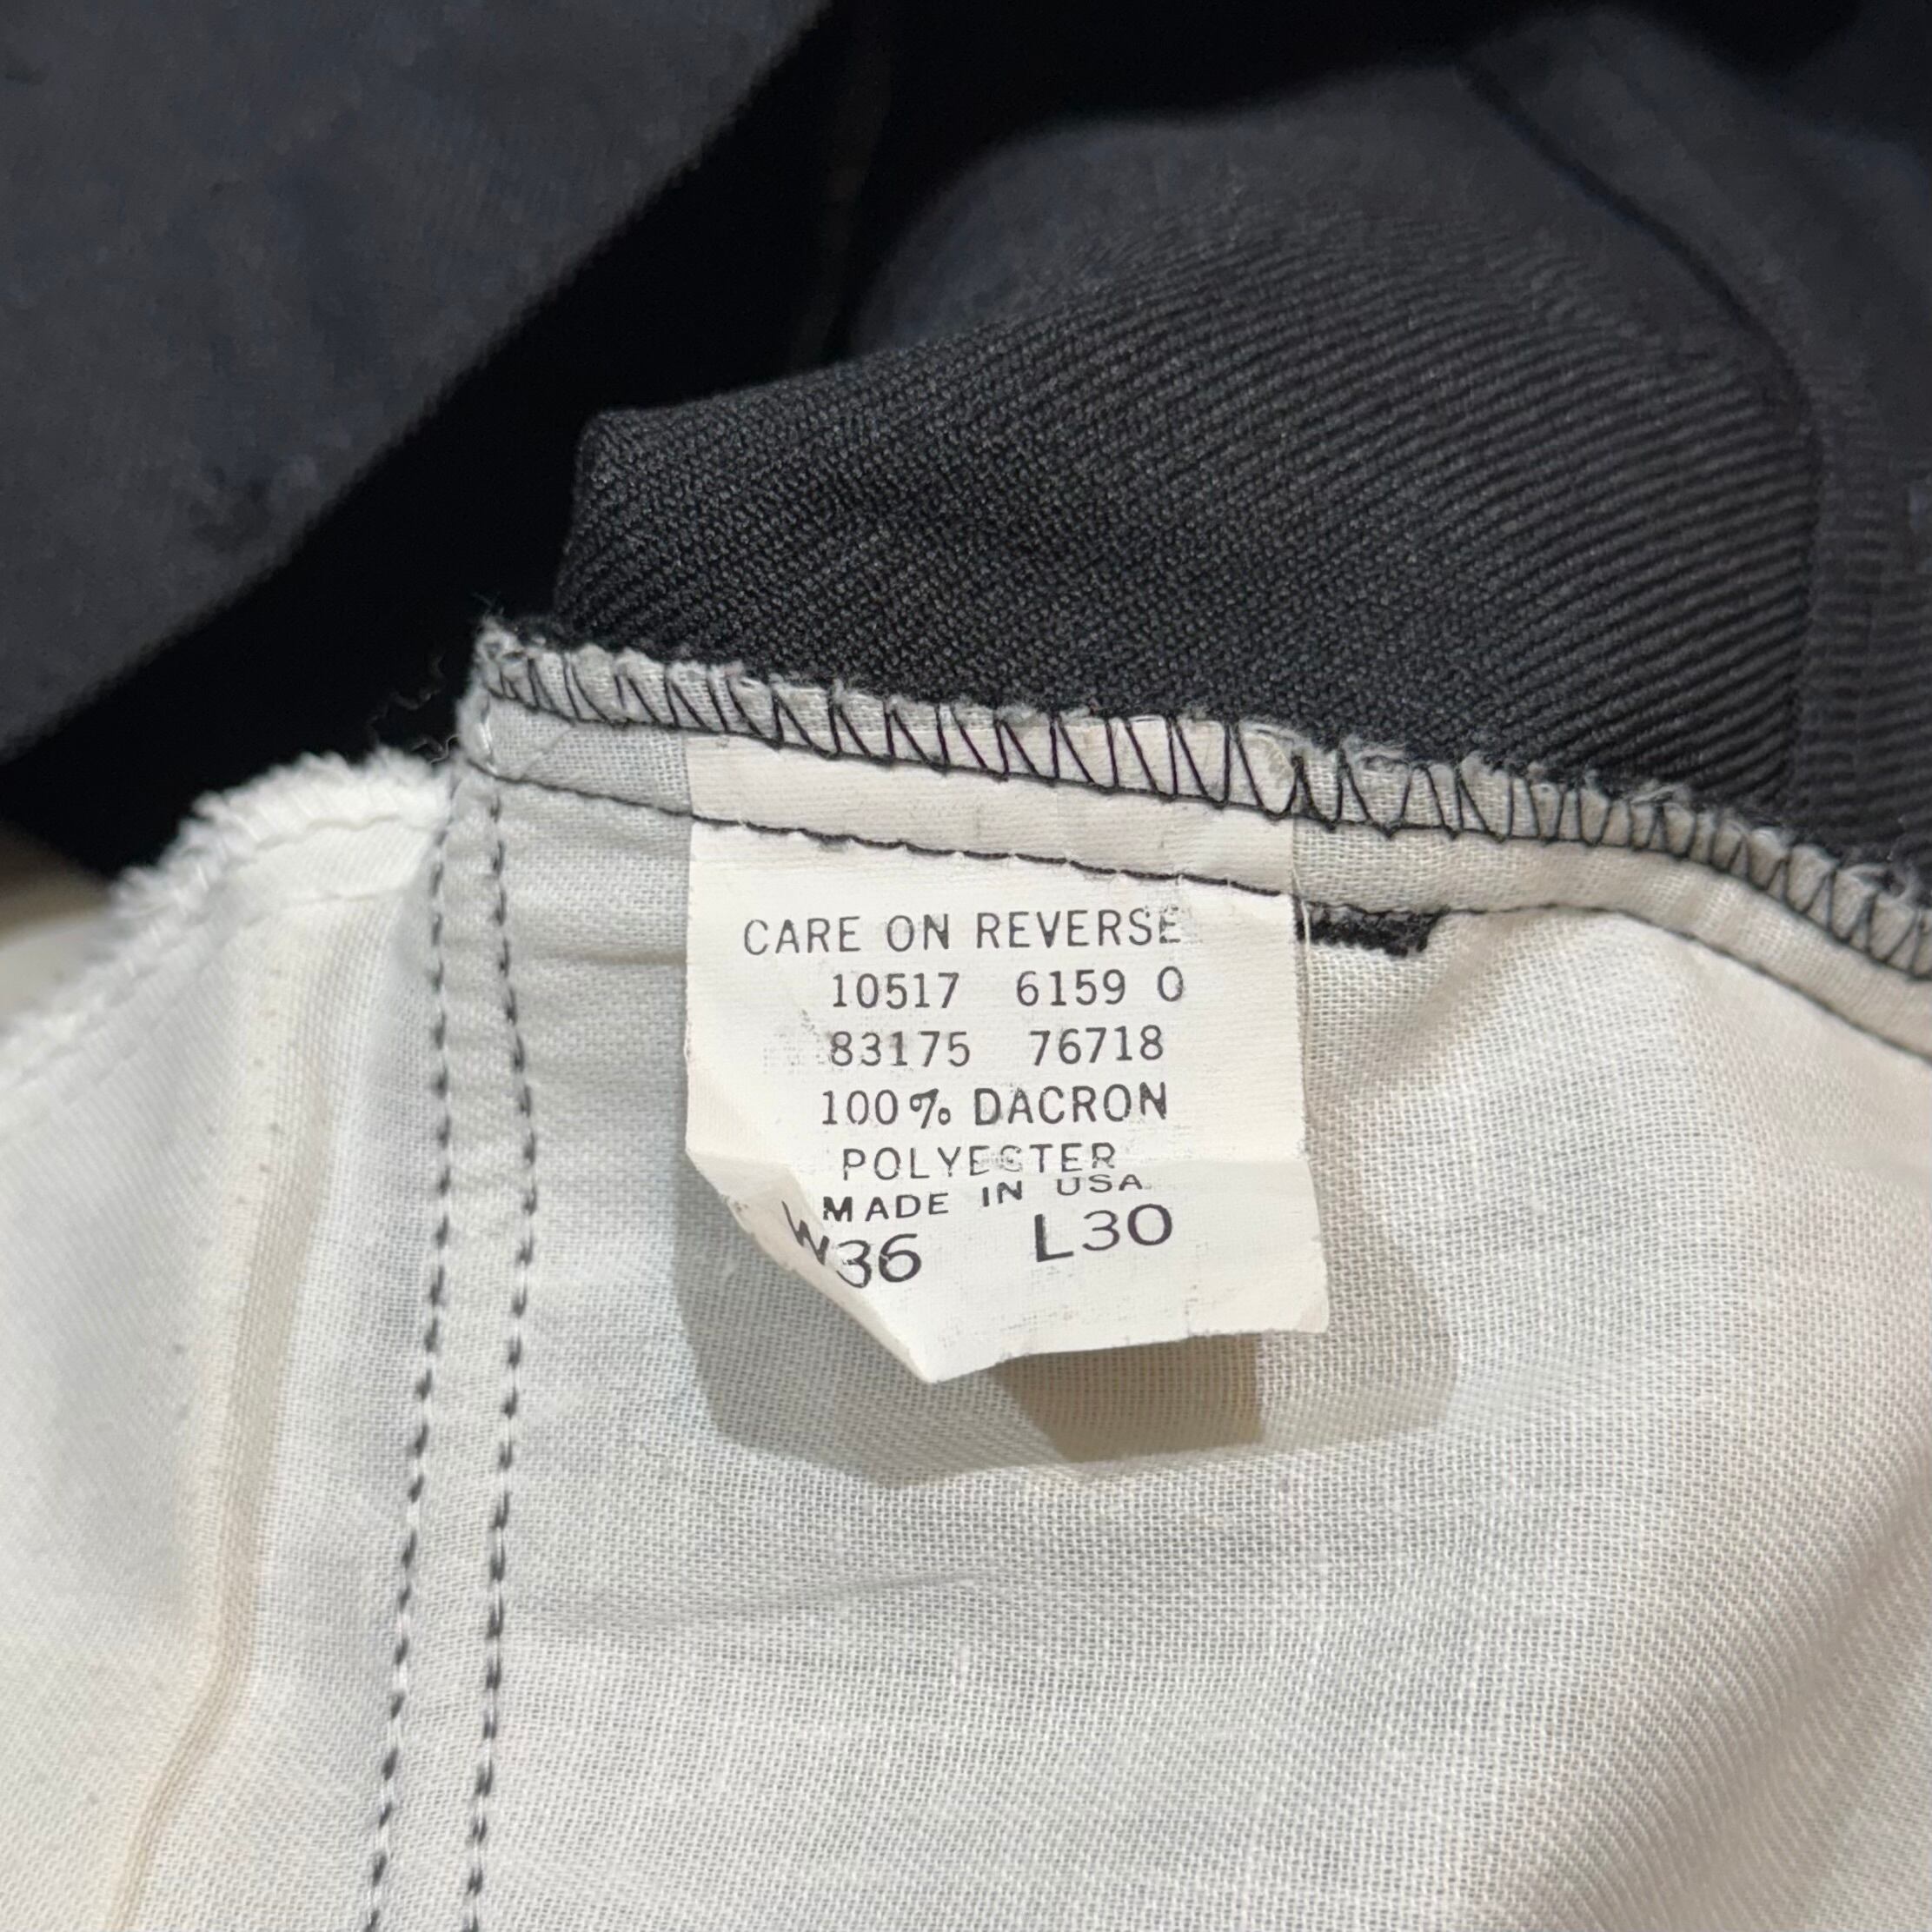 CARE ON REVERSE
10517 6159 0
83175 76718
100% DACRON
POLYESTER
MADE IN USA
W36 L30